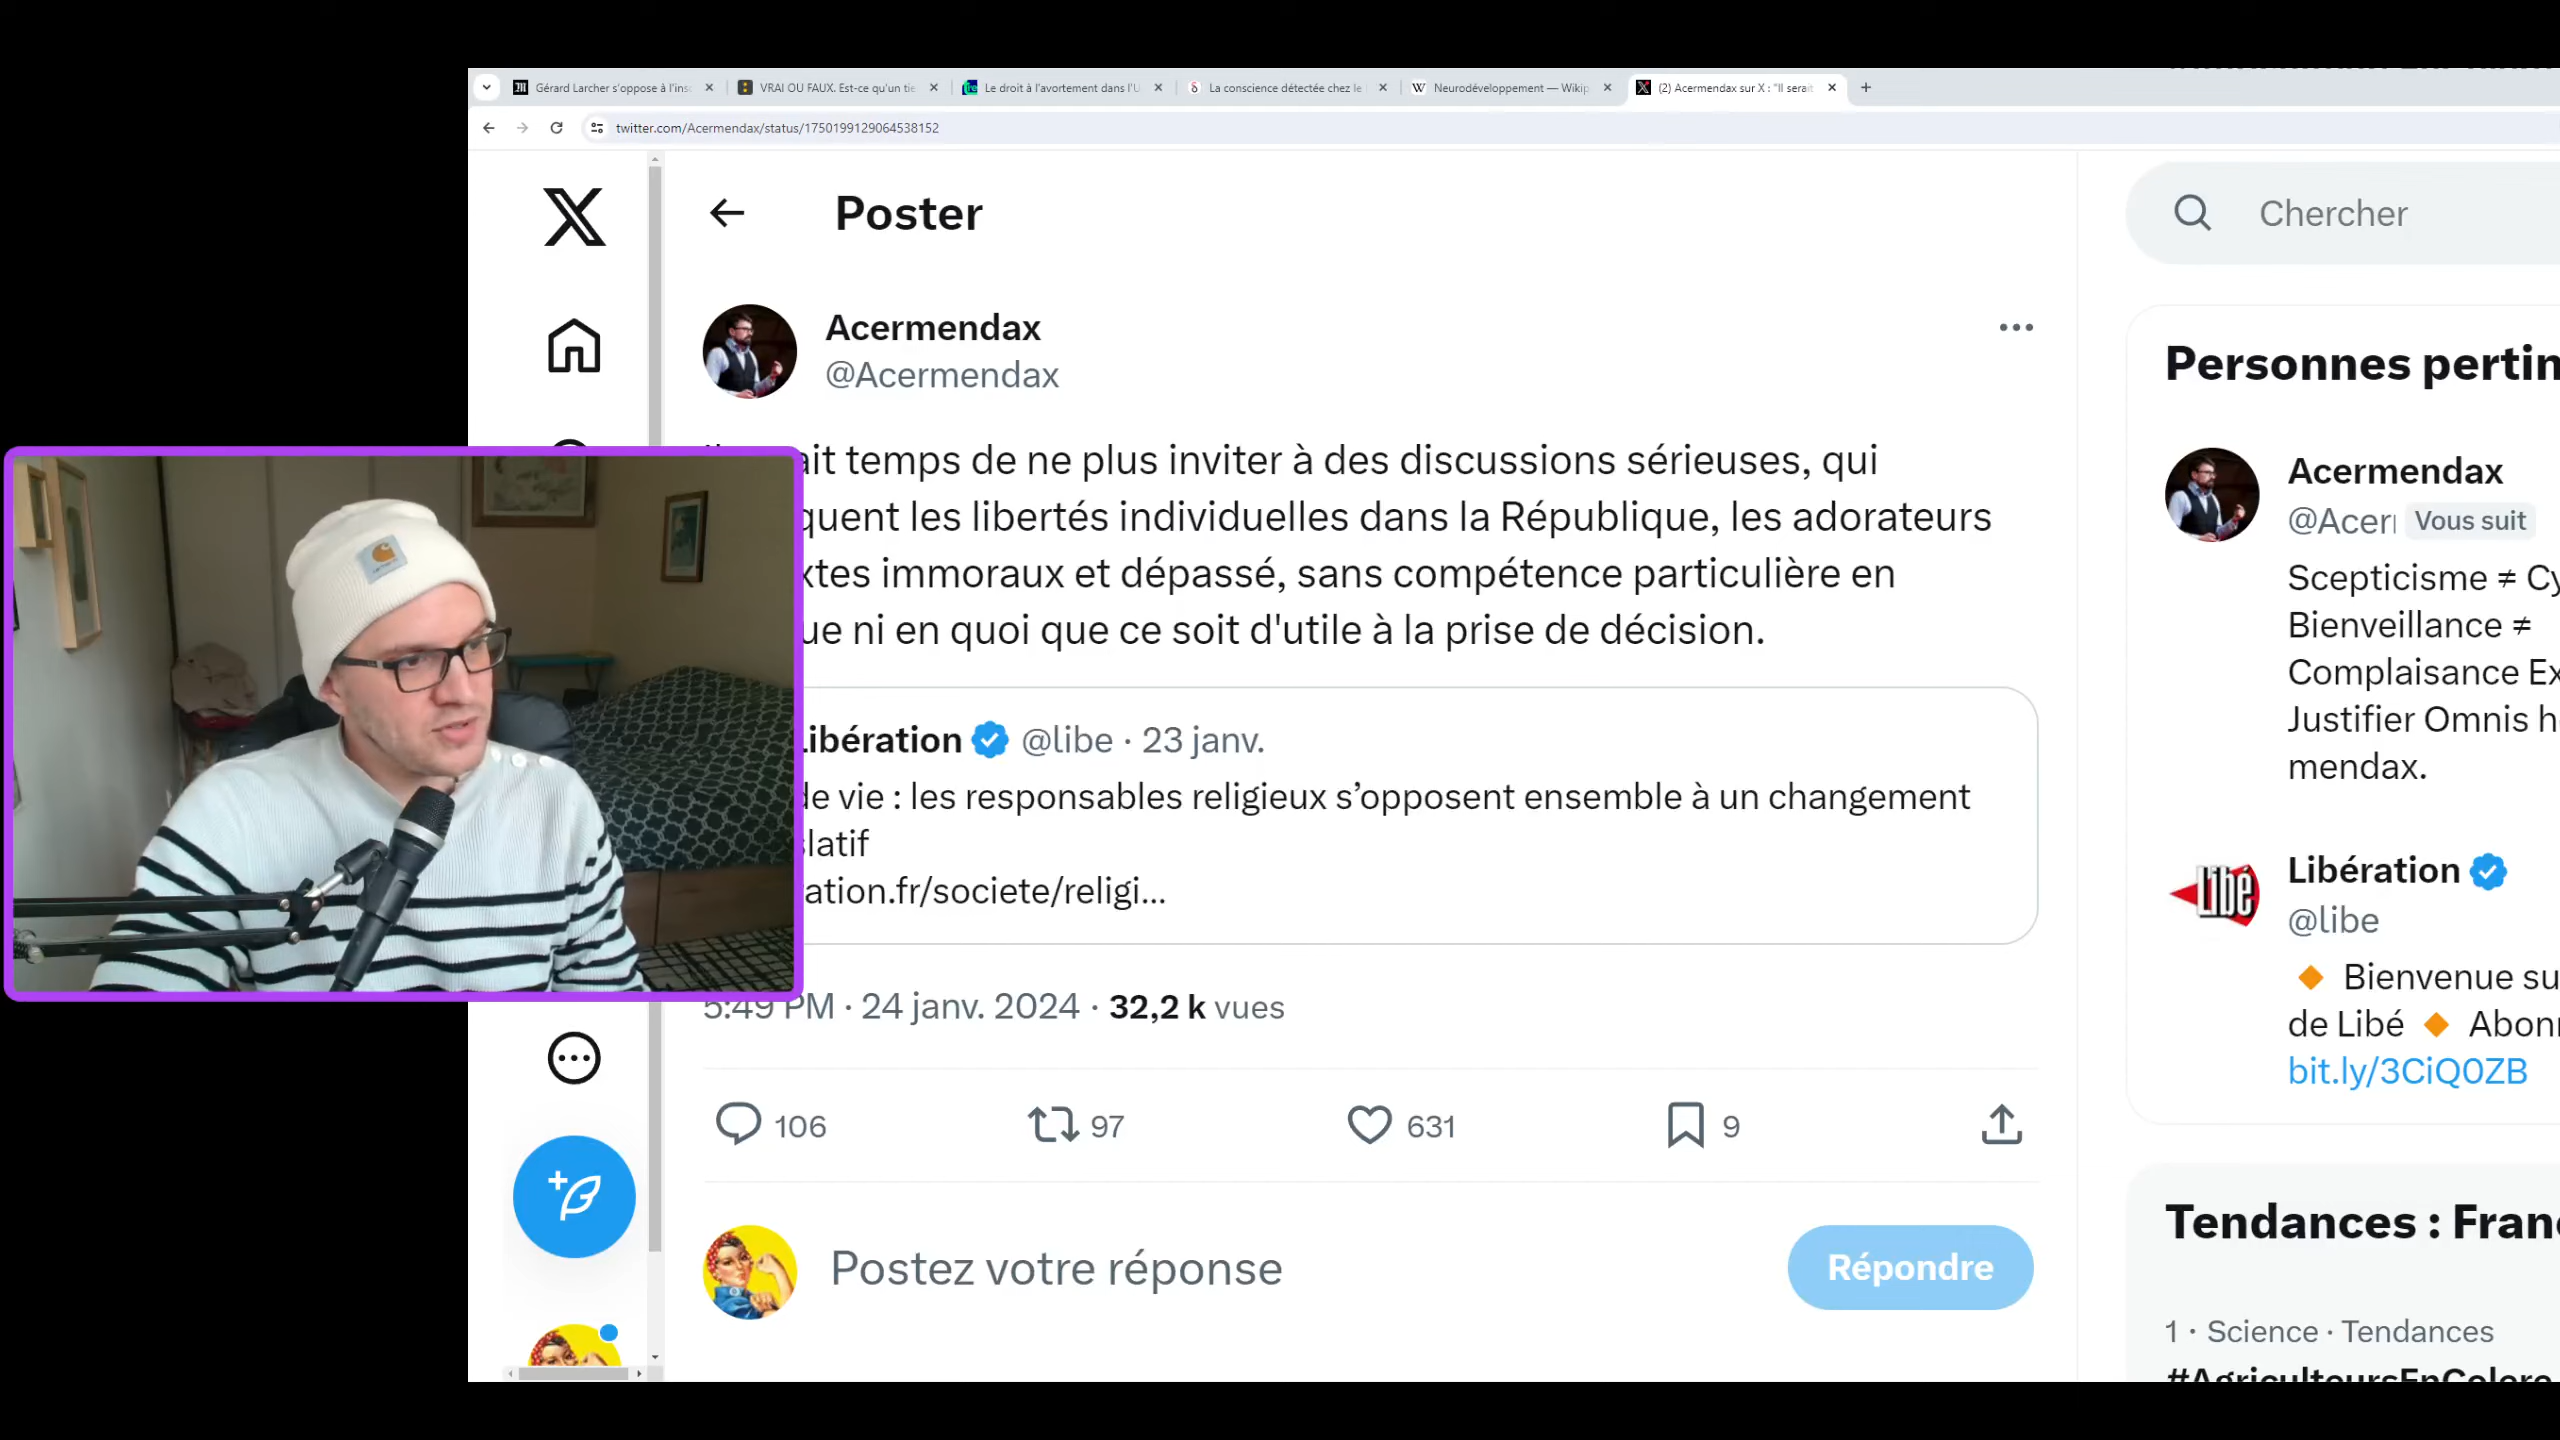 Gérard Larcher s'oppose à l'ins
VRAI OU FAUX. Est-ce qu'un tie
Le droit à l'avortement dans l'U
La conscience détectée chez le
Neurodéveloppement — Wikip
(2) Acermendax sur X : "Il serait
twitter.com/Acermendax/status/1750199129064538152
Poster
Chercher
Acermendax
@Acermendax
ait temps de ne plus inviter à des discussions sérieuses, qui
quent les libertés individuelles dans la République, les adorateurs
xtes immoraux et dépassé, sans compétence particulière en
ue ni en quoi que ce soit d'utile à la prise de décision.
Libération @libe · 23 janv.
de vie : les responsables religieux s’opposent ensemble à un changement
slatif
ation.fr/societe/religi…
5:49 PM · 24 janv. 2024 · 32,2 k vues
106 97 631 9
Postez votre réponse
Répondre
Personnes pertin
Acermendax
@Acer Vous suit
Scepticisme ≠ Cy
Bienveillance ≠
Complaisance Ex
Justifier Omnis h
mendax.
Libération
@libe
Libé
🔸 Bienvenue su
de Libé 🔸 Abon
bit.ly/3CiQ0ZB
Tendances : Fran
1 · Science · Tendances
#AgriculteursEnColere